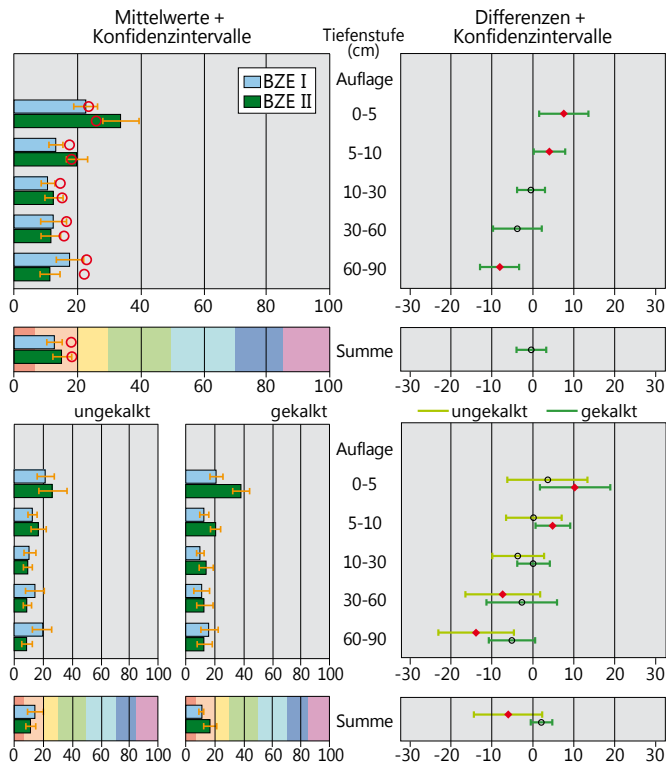 Mittelwerte +
Konfidenzintervalle
Tiefenstufe
(cm)
Differenzen +
Konfidenzintervalle
BZE I
BZE II
Auflage
0-5
5-10
10-30
30-60
60-90
0 20 40 60 80 100
-30 -20 -10 0 10 20 30
Summe
0 20 40 60 80 100
-30 -20 -10 0 10 20 30
ungekalkt
gekalkt
ungekalkt
gekalkt
Auflage
0-5
5-10
10-30
30-60
60-90
0 20 40 60 80 100
0 20 40 60 80 100
-30 -20 -10 0 10 20 30
Summe
0 20 40 60 80 100
0 20 40 60 80 100
-30 -20 -10 0 10 20 30